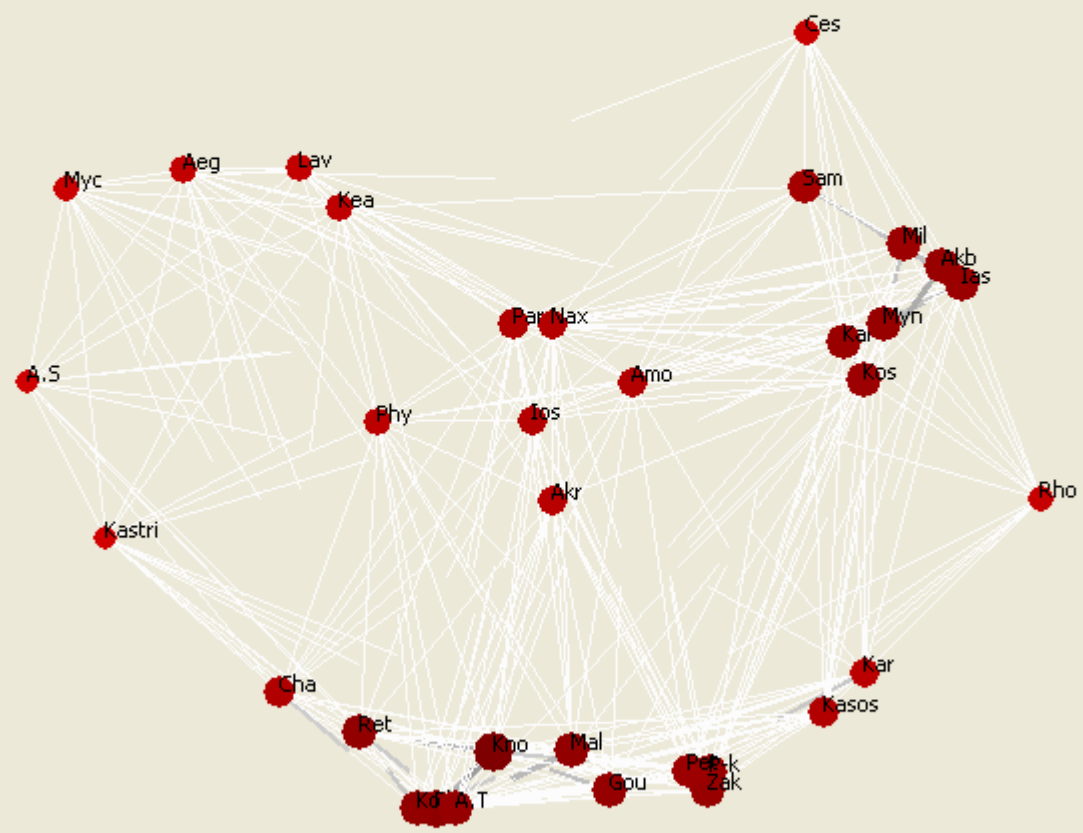 Ces
Lav
Aeg
Myc
Sam
Kea
Mil
Akb
Ias
Par
Nax
Myn
Kal
A.S
Amo
Kos
Phy
Ios
Akr
Rho
Kastri
Kar
Cha
Kasos
Ret
Kno
Mal
Gou
Zak
A.T